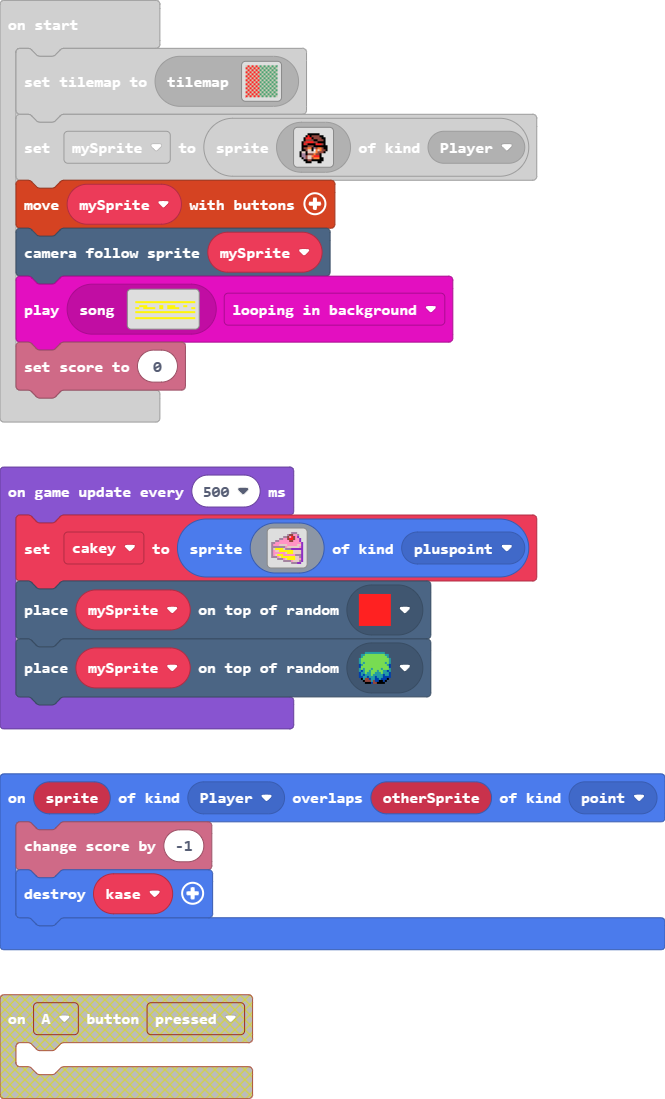 on start
set tilemap to tilemap
set mySprite to sprite of kind Player
move mySprite with buttons
camera follow sprite mySprite
play song looping in background
set score to 0
on game update every 500 ms
set cakey to sprite of kind pluspoint
place mySprite on top of random
place mySprite on top of random
on sprite of kind Player overlaps otherSprite of kind point
change score by -1
destroy kase
on A button pressed